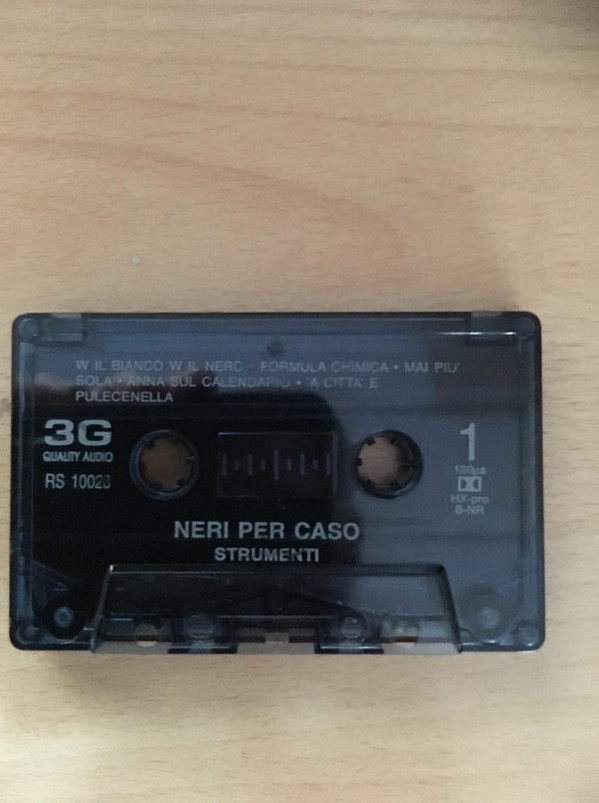 W IL BIANCO W IL NERO • FORMULA CHIMICA • MAI PIU'
SOLA • ANNA SUL CALENDARIO • 'A CITTA' E
PULECENELLA
3G
QUALITY AUDIO
RS 10023
1
120µs
HX-pro
B-NR
NERI PER CASO
STRUMENTI